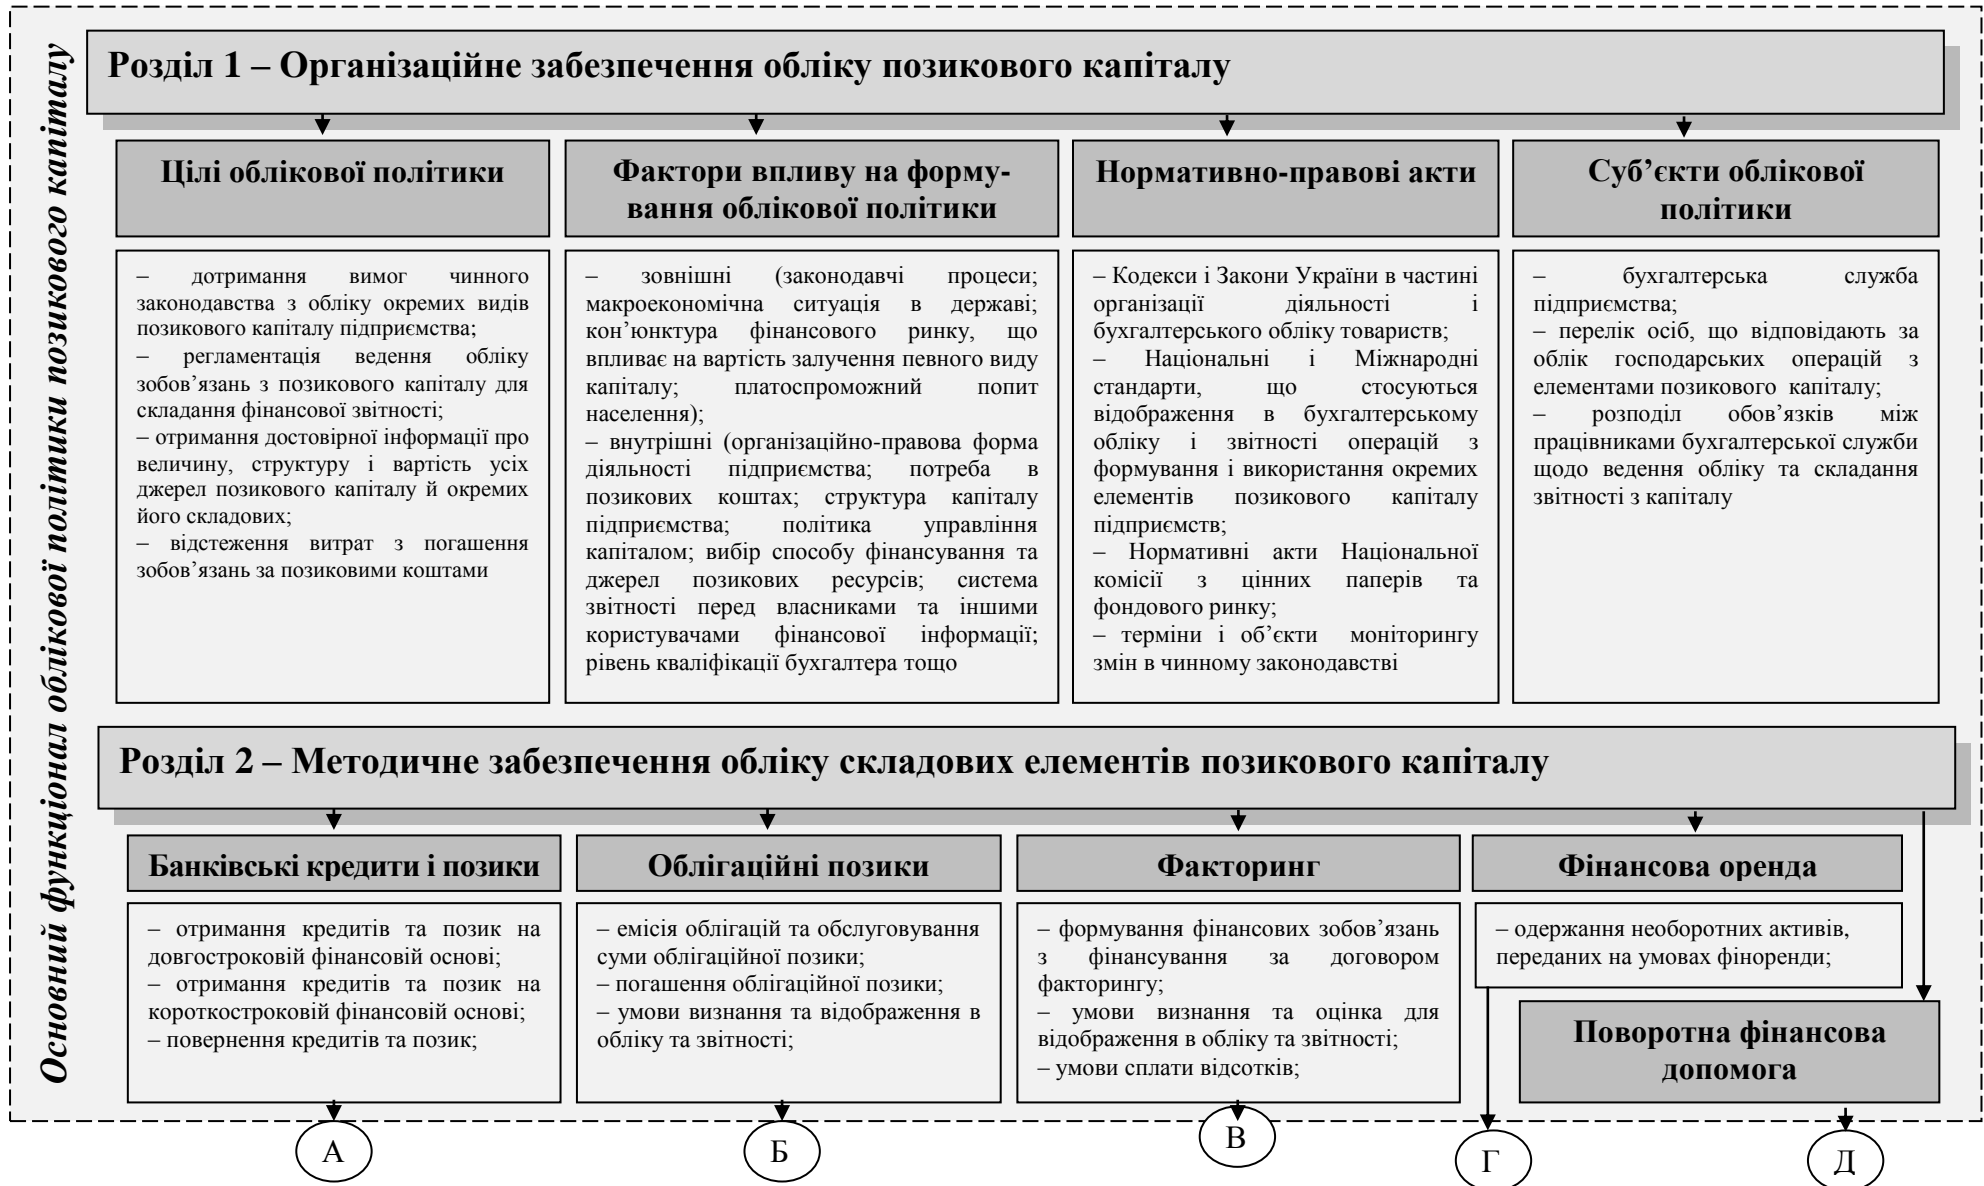 Основний функціонал облікової політики позикового капіталу
Розділ 1 – Організаційне забезпечення обліку позикового капіталу
Цілі облікової політики
– дотримання вимог чинного
законодавства з обліку окремих видів
позикового капіталу підприємства;
– регламентація ведення обліку
зобов’язань з позикового капіталу для
складання фінансової звітності;
– отримання достовірної інформації про
величину, структуру і вартість усіх
джерел позикового капіталу й окремих
його складових;
– відстеження витрат з погашення
зобов’язань за позиковими коштами
Фактори впливу на форму-
вання облікової політики
– зовнішні (законодавчі процеси;
макроекономічна ситуація в державі;
кон’юнктура фінансового ринку, що
впливає на вартість залучення певного виду
капіталу; платоспроможний попит
населення);
– внутрішні (організаційно-правова форма
діяльності підприємства; потреба в
позикових коштах; структура капіталу
підприємства; політика управління
капіталом; вибір способу фінансування та
джерел позикових ресурсів; система
звітності перед власниками та іншими
користувачами фінансової інформації;
рівень кваліфікації бухгалтера тощо
Нормативно-правові акти
– Кодекси і Закони України в частині
організації діяльності і
бухгалтерського обліку товариств;
– Національні і Міжнародні
стандарти, що стосуються
відображення в бухгалтерському
обліку і звітності операцій з
формування і використання окремих
елементів позикового капіталу
підприємств;
– Нормативні акти Національної
комісії з цінних паперів та
фондового ринку;
– терміни і об’єкти моніторингу
змін в чинному законодавстві
Суб’єкти облікової
політики
– бухгалтерська служба
підприємства;
– перелік осіб, що відповідають за
облік господарських операцій з
елементами позикового капіталу;
– розподіл обов’язків між
працівниками бухгалтерської служби
щодо ведення обліку та складання
звітності з капіталу
Розділ 2 – Методичне забезпечення обліку складових елементів позикового капіталу
Банківські кредити і позики
– отримання кредитів та позик на
довгостроковій фінансовій основі;
– отримання кредитів та позик на
короткостроковій фінансовій основі;
– повернення кредитів та позик;
Облігаційні позики
– емісія облігацій та обслуговування
суми облігаційної позики;
– погашення облігаційної позики;
– умови визнання та відображення в
обліку та звітності;
Факторинг
– формування фінансових зобов’язань
з фінансування за договором
факторингу;
– умови визнання та оцінка для
відображення в обліку та звітності;
– умови сплати відсотків;
Фінансова оренда
– одержання необоротних активів,
переданих на умовах фіноренди;
Поворотна фінансова
допомога
А
Б
В
Г
Д